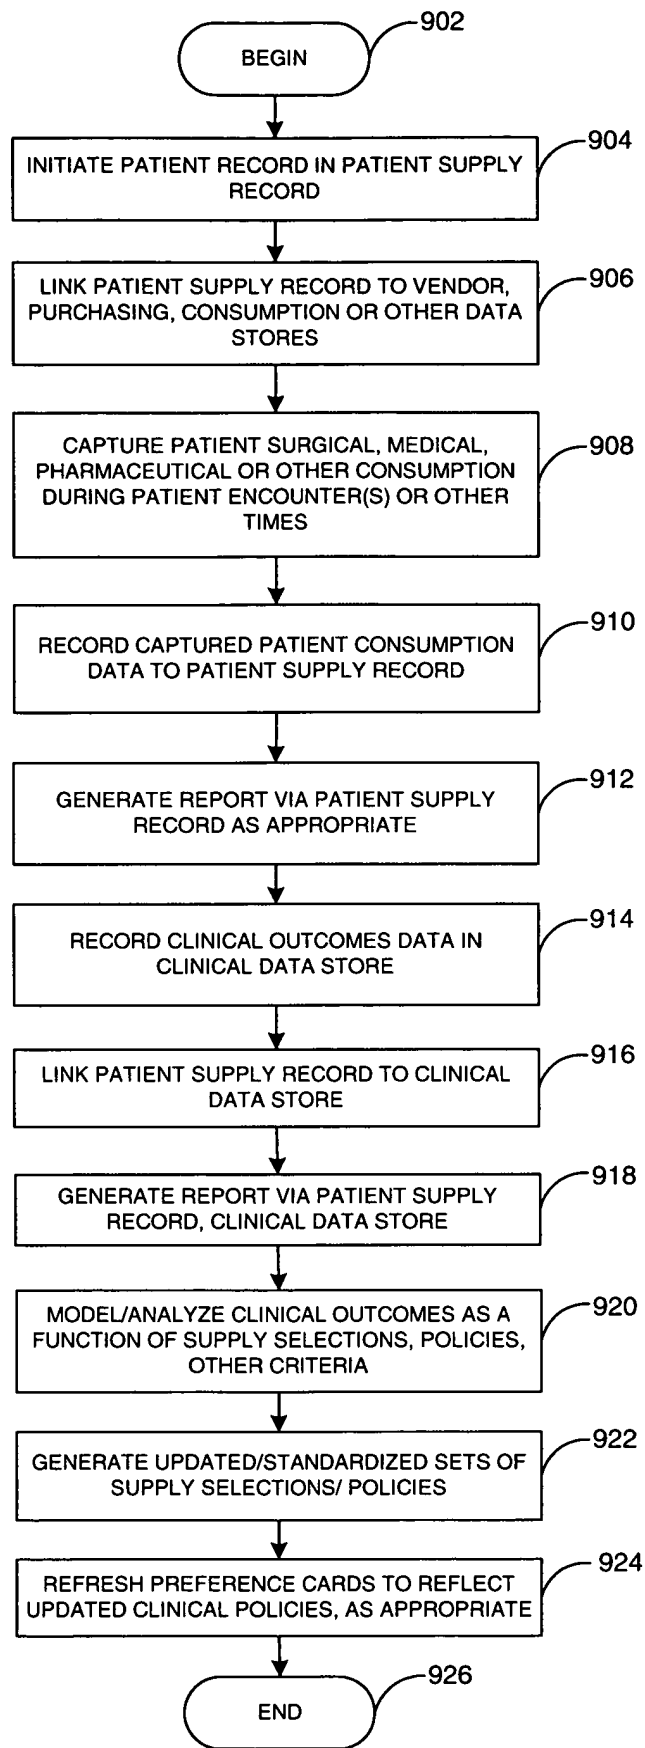 902
BEGIN
904
INITIATE PATIENT RECORD IN PATIENT SUPPLY
RECORD
906
LINK PATIENT SUPPLY RECORD TO VENDOR,
PURCHASING, CONSUMPTION OR OTHER DATA
STORES
908
CAPTURE PATIENT SURGICAL, MEDICAL,
PHARMACEUTICAL OR OTHER CONSUMPTION
DURING PATIENT ENCOUNTER(S) OR OTHER
TIMES
910
RECORD CAPTURED PATIENT CONSUMPTION
DATA TO PATIENT SUPPLY RECORD
912
GENERATE REPORT VIA PATIENT SUPPLY
RECORD AS APPROPRIATE
914
RECORD CLINICAL OUTCOMES DATA IN
CLINICAL DATA STORE
916
LINK PATIENT SUPPLY RECORD TO CLINICAL
DATA STORE
918
GENERATE REPORT VIA PATIENT SUPPLY
RECORD, CLINICAL DATA STORE
920
MODEL/ANALYZE CLINICAL OUTCOMES AS A
FUNCTION OF SUPPLY SELECTIONS, POLICIES,
OTHER CRITERIA
922
GENERATE UPDATED/STANDARDIZED SETS OF
SUPPLY SELECTIONS/ POLICIES
924
REFRESH PREFERENCE CARDS TO REFLECT
UPDATED CLINICAL POLICIES, AS APPROPRIATE
926
END